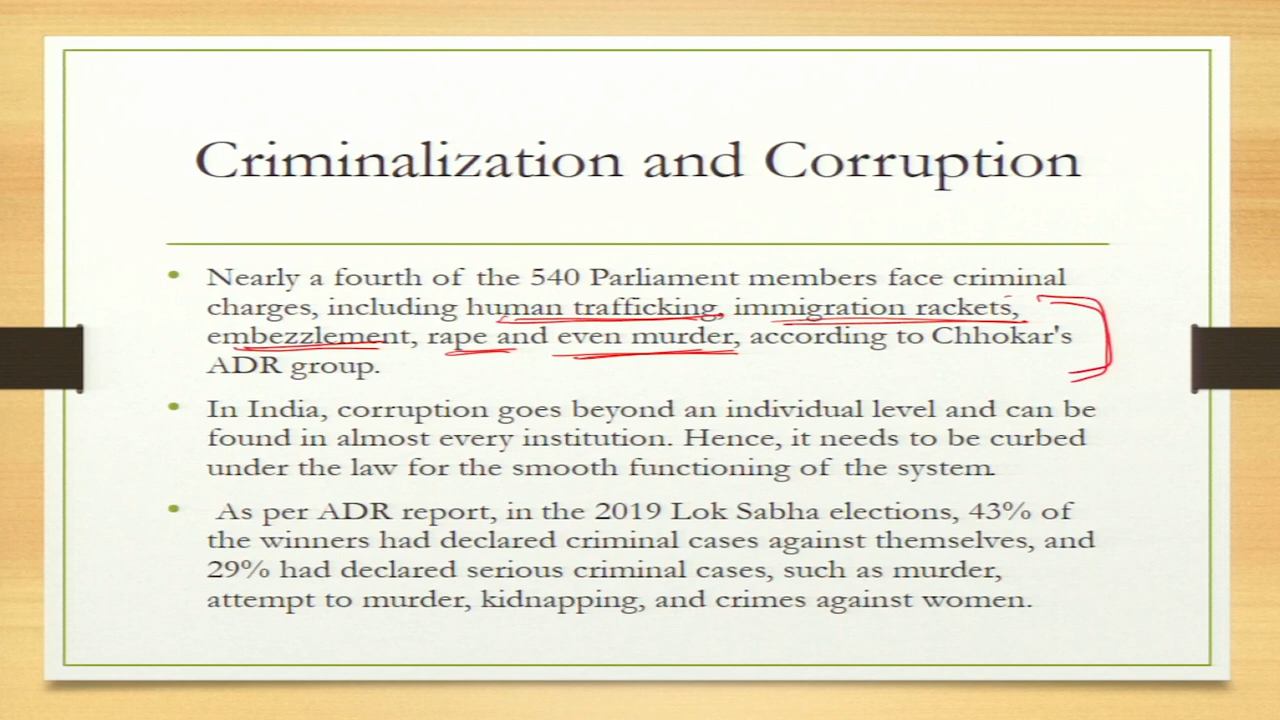 Criminalization and Corruption
• Nearly a fourth of the 540 Parliament members face criminal
charges, including human trafficking, immigration rackets,
embezzlement, rape and even murder, according to Chhokar's
ADR group.
• In India, corruption goes beyond an individual level and can be
found in almost every institution. Hence, it needs to be curbed
under the law for the smooth functioning of the system.
• As per ADR report, in the 2019 Lok Sabha elections, 43% of
the winners had declared criminal cases against themselves, and
29% had declared serious criminal cases, such as murder,
attempt to murder, kidnapping, and crimes against women.